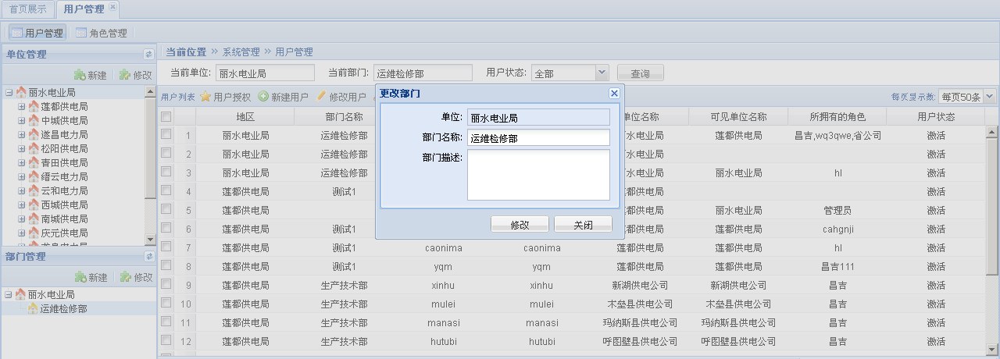 首页展示 用户管理
用户管理 角色管理
单位管理
新建 修改
丽水电业局
莲都供电局
中城供电局
遂昌电力局
松阳供电局
青田供电局
缙云电力局
云和电力局
西城供电局
南城供电局
庆元供电局
部门管理
新建 修改
丽水电业局
运维检修部
当前位置 » 系统管理 » 用户管理
当前单位: 丽水电业局 当前部门: 运维检修部 用户状态: 全部 查询
用户列表 用户授权 新建用户 修改用户 每页显示数: 每页50条
地区 部门名称 单位名称 可见单位名称 所拥有的角色 用户状态
1 丽水电业局 运维检修部 水电业局 莲都供电局 昌吉,wq3qwe,省公司 激活
2 丽水电业局 运维检修部 水电业局 激活
3 丽水电业局 运维检修部 水电业局 丽水电业局 hl 激活
4 莲都供电局 测试1 莲都供电局 激活
5 莲都供电局 莲都供电局 丽水电业局 管理员 激活
6 莲都供电局 测试1 莲都供电局 莲都供电局 cahgnji 激活
7 莲都供电局 测试1 caonima caonima 莲都供电局 莲都供电局 hl 激活
8 莲都供电局 测试1 yqm yqm 莲都供电局 莲都供电局 昌吉111 激活
9 莲都供电局 生产技术部 xinhu xinhu 新湖供电公司 新湖供电公司 昌吉 激活
10 莲都供电局 生产技术部 mulei mulei 木垒县供电公司 木垒县供电公司 昌吉 激活
11 莲都供电局 生产技术部 manasi manasi 玛纳斯县供电公司 玛纳斯县供电公司 昌吉 激活
12 莲都供电局 生产技术部 hutubi hutubi 呼图壁县供电公司 呼图壁县供电公司 昌吉 激活
更改部门
单位: 丽水电业局
部门名称: 运维检修部
部门描述:
修改 关闭